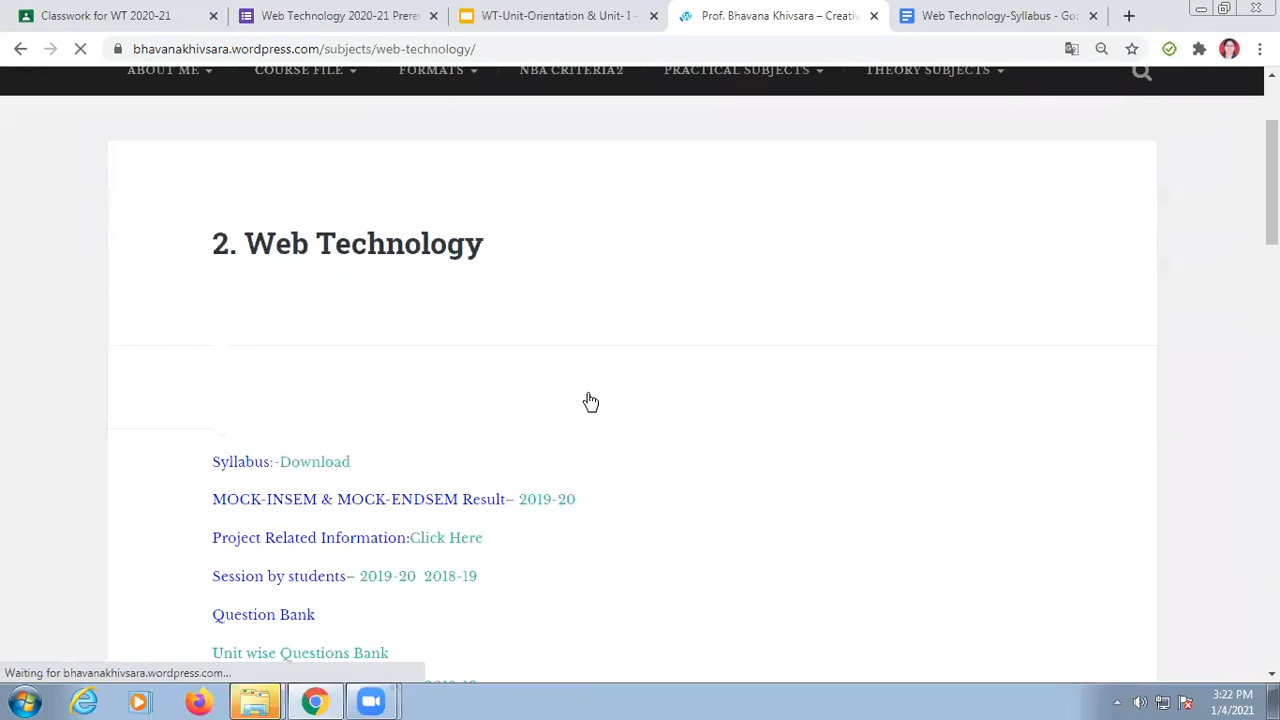 Classwork for WT 2020-21
Web Technology 2020-21 Prere
WT-Unit-Orientation & Unit- I -
Prof. Bhavana Khivsara – Creativ
Web Technology-Syllabus - Goo
bhavanakhivsara.wordpress.com/subjects/web-technology/
ABOUT ME
COURSE FILE
FORMATS
NBA CRITERIA2
PRACTICAL SUBJECTS
THEORY SUBJECTS
2. Web Technology
Syllabus:-Download
MOCK-INSEM & MOCK-ENDSEM Result– 2019-20
Project Related Information:Click Here
Session by students– 2019-20 2018-19
Question Bank
Unit wise Questions Bank
Waiting for bhavanakhivsara.wordpress.com...
3:22 PM
1/4/2021